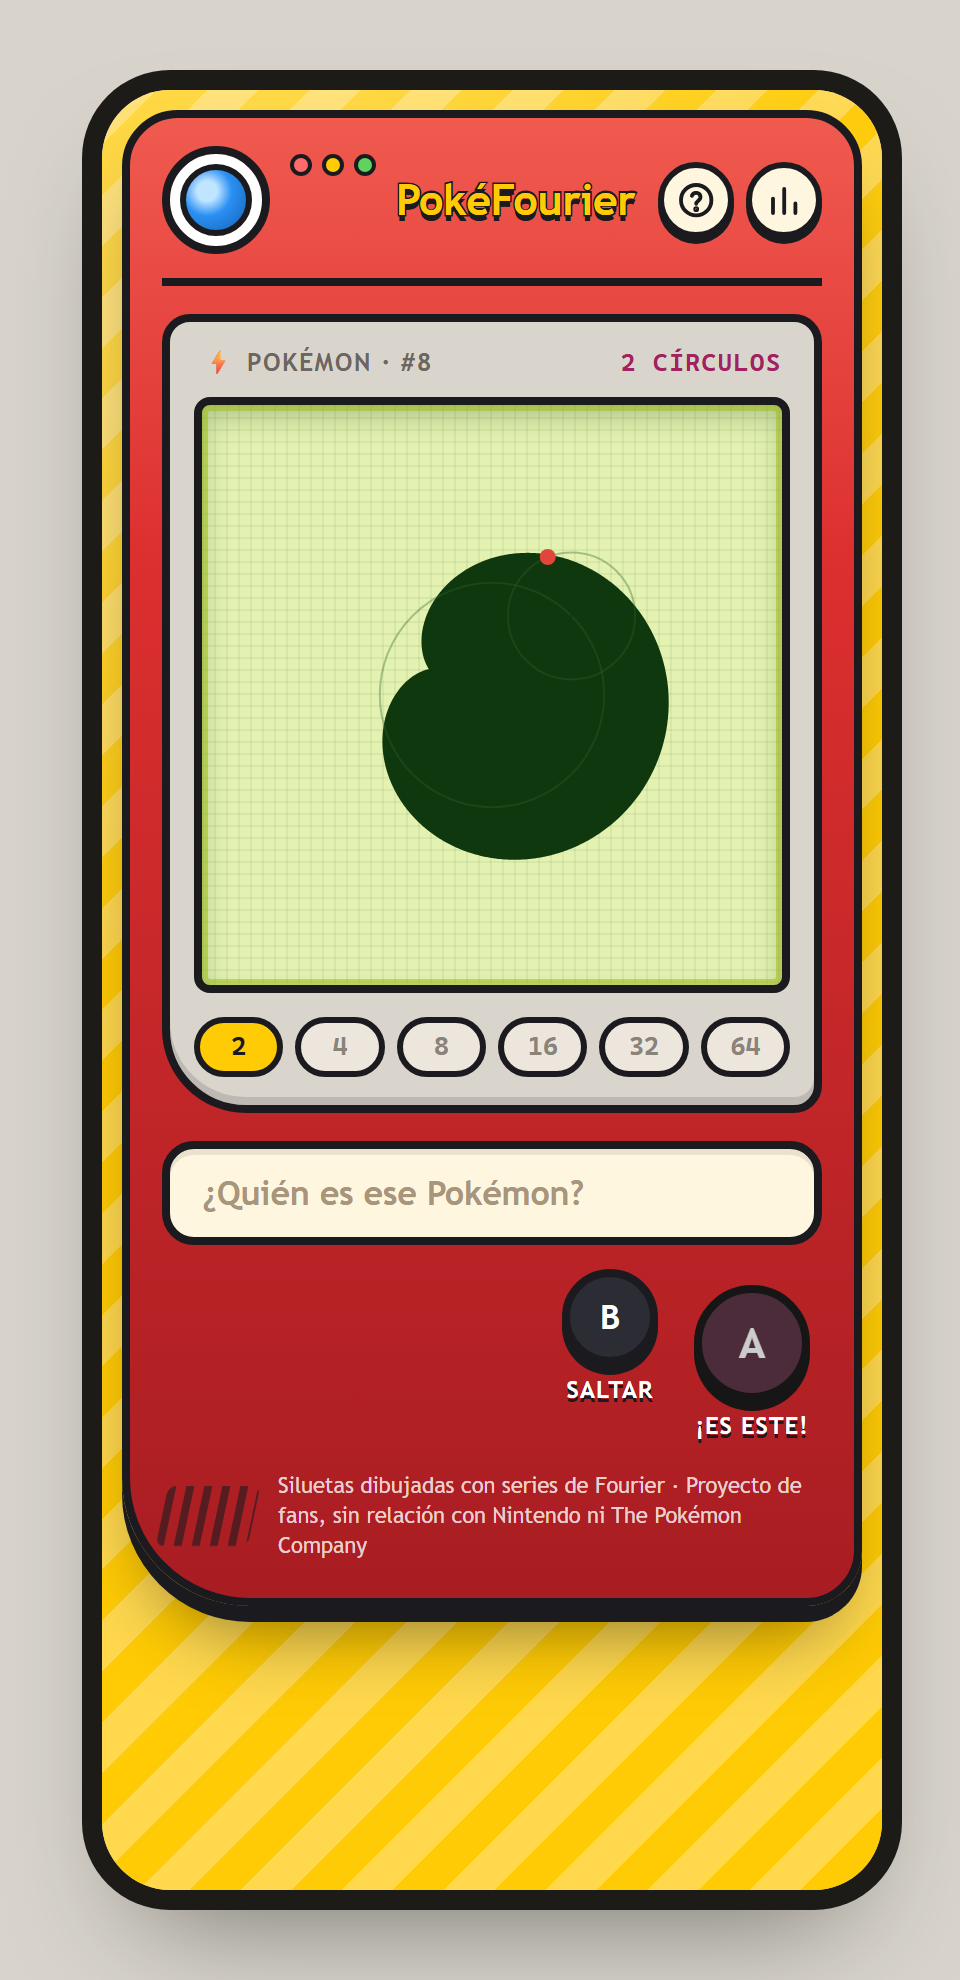 PokéFourier
POKÉMON · #8
2 CÍRCULOS
2 4 8 16 32 64
¿Quién es ese Pokémon?
B
SALTAR
A
¡ES ESTE!
Siluetas dibujadas con series de Fourier · Proyecto de
fans, sin relación con Nintendo ni The Pokémon
Company